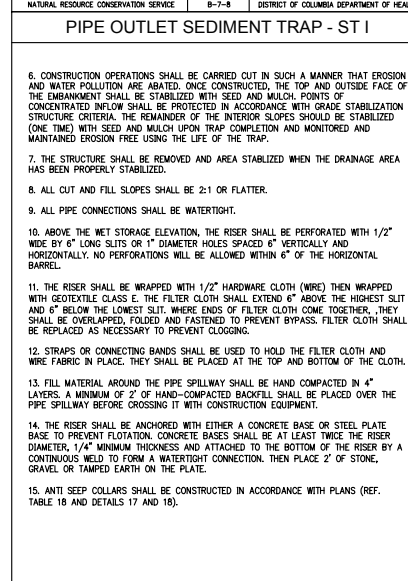 NATURAL RESOURCE CONSERVATION SERVICE B-7-8 DISTRICT OF COLUMBIA DEPARTMENT OF HEAL
PIPE OUTLET SEDIMENT TRAP - ST I
6. CONSTRUCTION OPERATIONS SHALL BE CARRIED CUT IN SUCH A MANNER THAT EROSION
AND WATER POLLUTION ARE ABATED. ONCE CONSTRUCTED, THE TOP AND OUTSIDE FACE OF
THE EMBANKMENT SHALL BE STABILIZED WITH SEED AND MULCH. POINTS OF
CONCENTRATED INFLOW SHALL BE PROTECTED IN ACCORDANCE WITH GRADE STABILIZATION
STRUCTURE CRITERIA. THE REMAINDER OF THE INTERIOR SLOPES SHOULD BE STABILIZED
(ONE TIME) WITH SEED AND MULCH UPON TRAP COMPLETION AND MONITORED AND
MAINTAINED EROSION FREE USING THE LIFE OF THE TRAP.
7. THE STRUCTURE SHALL BE REMOVED AND AREA STABLIZED WHEN THE DRAINAGE AREA
HAS BEEN PROPERLY STABILIZED.
8. ALL CUT AND FILL SLOPES SHALL BE 2:1 OR FLATTER.
9. ALL PIPE CONNECTIONS SHALL BE WATERTIGHT.
10. ABOVE THE WET STORAGE ELEVATION, THE RISER SHALL BE PERFORATED WITH 1/2"
WIDE BY 6" LONG SLITS OR 1" DIAMETER HOLES SPACED 6" VERTICALLY AND
HORIZONTALLY. NO PERFORATIONS WILL BE ALLOWED WITHIN 6" OF THE HORIZONTAL
BARREL.
11. THE RISER SHALL BE WRAPPED WITH 1/2" HARDWARE CLOTH (WIRE) THEN WRAPPED
WITH GEOTEXTILE CLASS E. THE FILTER CLOTH SHALL EXTEND 6" ABOVE THE HIGHEST SLIT
AND 6" BELOW THE LOWEST SLIT. WHERE ENDS OF FILTER CLOTH COME TOGETHER, ,THEY
SHALL BE OVERLAPPED, FOLDED AND FASTENED TO PREVENT BYPASS. FILTER CLOTH SHALL
BE REPLACED AS NECESSARY TO PREVENT CLOGGING.
12. STRAPS OR CONNECTING BANDS SHALL BE USED TO HOLD THE FILTER CLOTH AND
WIRE FABRIC IN PLACE. THEY SHALL BE PLACED AT THE TOP AND BOTTOM OF THE CLOTH.
13. FILL MATERIAL AROUND THE PIPE SPILLWAY SHALL BE HAND COMPACTED IN 4"
LAYERS. A MINIMUM OF 2' OF HAND-COMPACTED BACKFILL SHALL BE PLACED OVER THE
PIPE SPILLWAY BEFORE CROSSING IT WITH CONSTRUCTION EQUIPMENT.
14. THE RISER SHALL BE ANCHORED WITH EITHER A CONCRETE BASE OR STEEL PLATE
BASE TO PREVENT FLOTATION. CONCRETE BASES SHALL BE AT LEAST TWICE THE RISER
DIAMETER, 1/4" MINIMUM THICKNESS AND ATTACHED TO THE BOTTOM OF THE RISER BY A
CONTINUOUS WELD TO FORM A WATERTIGHT CONNECTION. THEN PLACE 2' OF STONE,
GRAVEL OR TAMPED EARTH ON THE PLATE.
15. ANTI SEEP COLLARS SHALL BE CONSTRUCTED IN ACCORDANCE WITH PLANS (REF.
TABLE 18 AND DETAILS 17 AND 18).